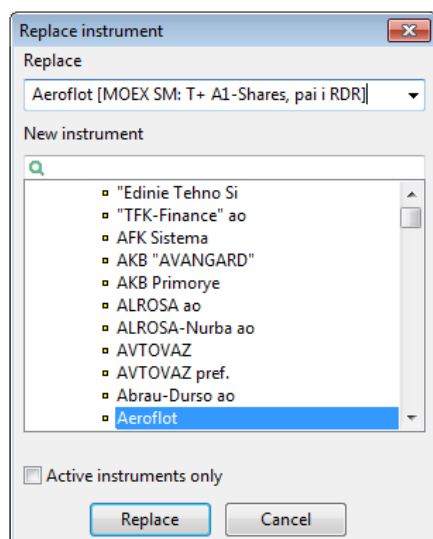 Replace instrument
Replace
Aeroflot [MOEX SM: T+ A1-Shares, pai i RDR]
New instrument
"Edinie Tehno Si
"TFK-Finance" ao
AFK Sistema
AKB "AVANGARD"
AKB Primorye
ALROSA ao
ALROSA-Nurba ao
AVTOVAZ
AVTOVAZ pref.
Abrau-Durso ao
Aeroflot
Active instruments only
Replace Cancel